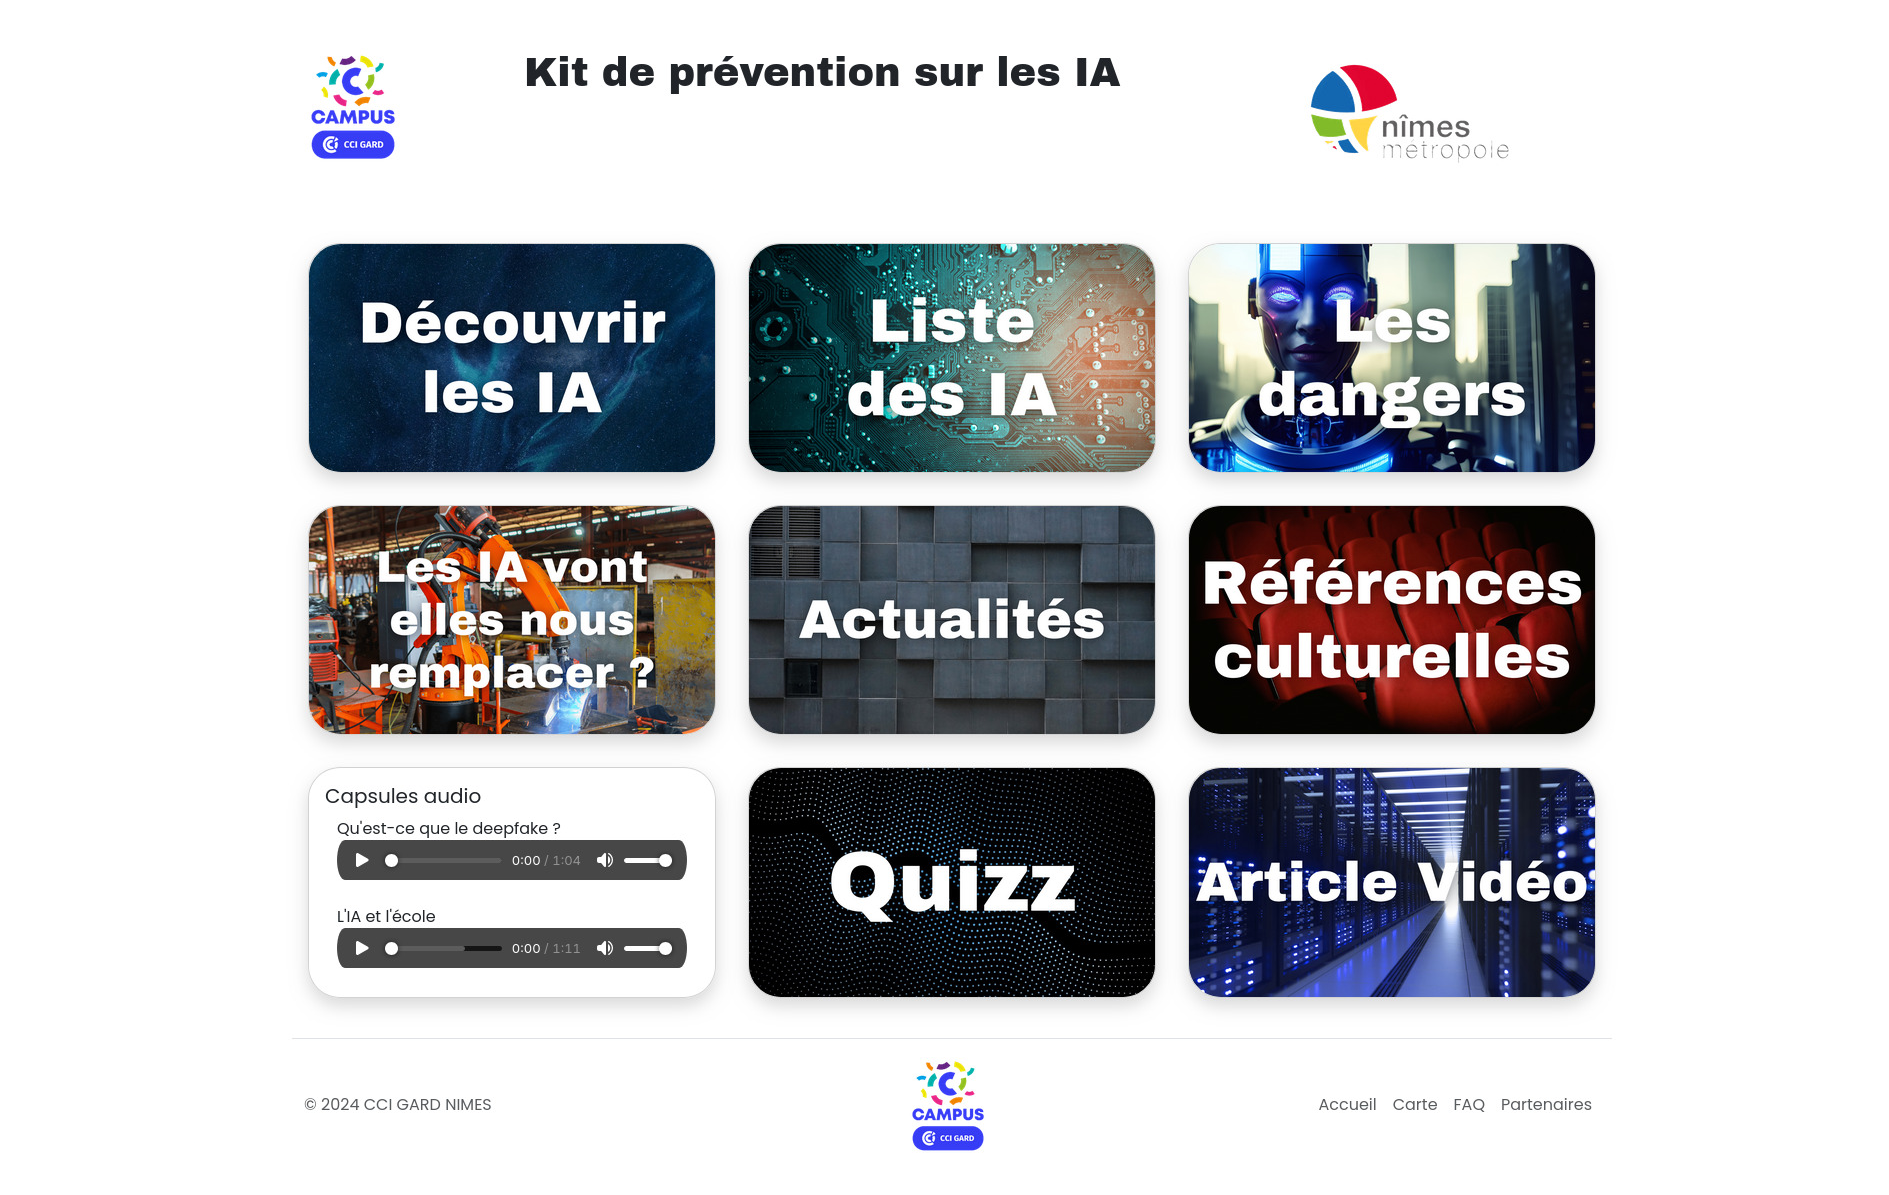 CAMPUS
CCI GARD
Kit de prévention sur les IA
nîmes
métropole
Découvrir
les IA
Liste
des IA
Les
dangers
Les IA vont
elles nous
remplacer ?
Actualités
Références
culturelles
Capsules audio
Qu'est-ce que le deepfake ?
0:00 / 1:04
L'IA et l'école
0:00 / 1:11
Quizz
Article Vidéo
© 2024 CCI GARD NIMES
CAMPUS
CCI GARD
Accueil Carte FAQ Partenaires